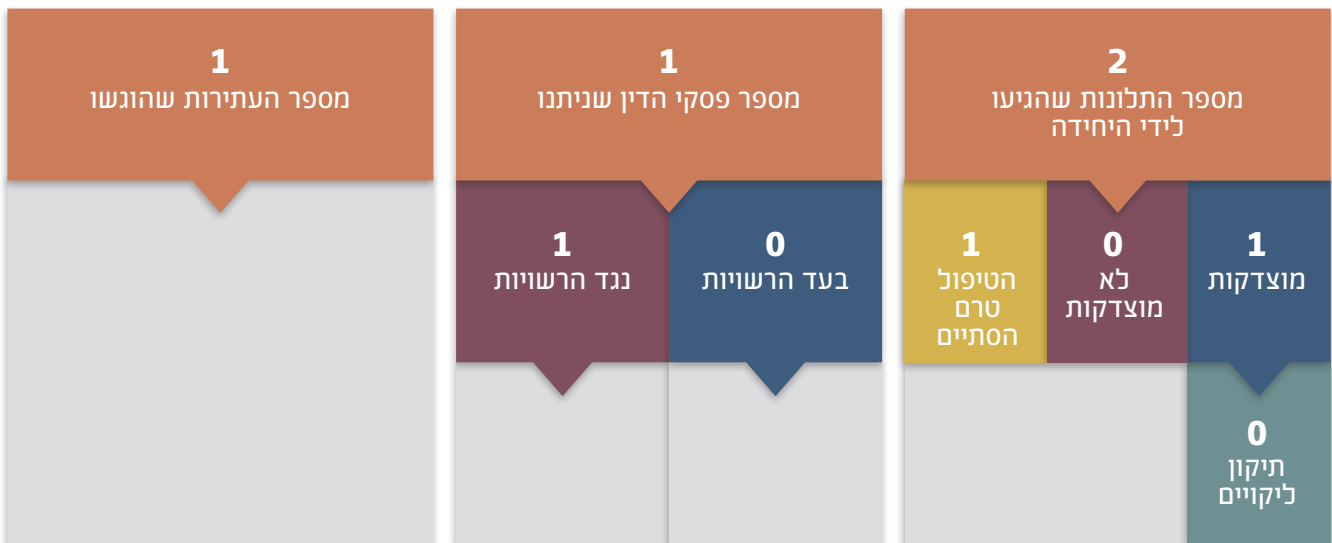 2
מספר התלונות שהגיעו
לידי היחידה
1
מוצדקות
0
לא
מוצדקות
1
הטיפול
טרם
הסתיים
0
תיקון
ליקויים
1
מספר פסקי הדין שניתנו
0
בעד הרשויות
1
נגד הרשויות
1
מספר העתירות שהוגשו